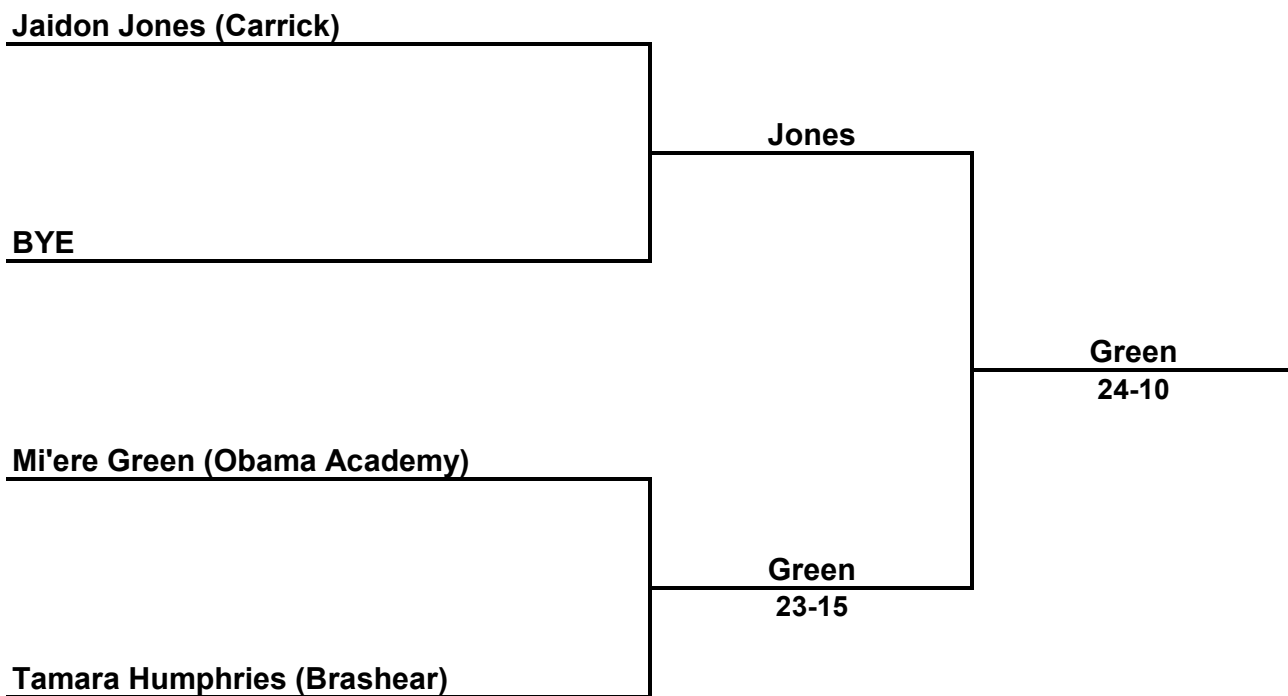 Jaidon Jones (Carrick)
Jones
BYE
Green
24-10
Mi'ere Green (Obama Academy)
Green
23-15
Tamara Humphries (Brashear)